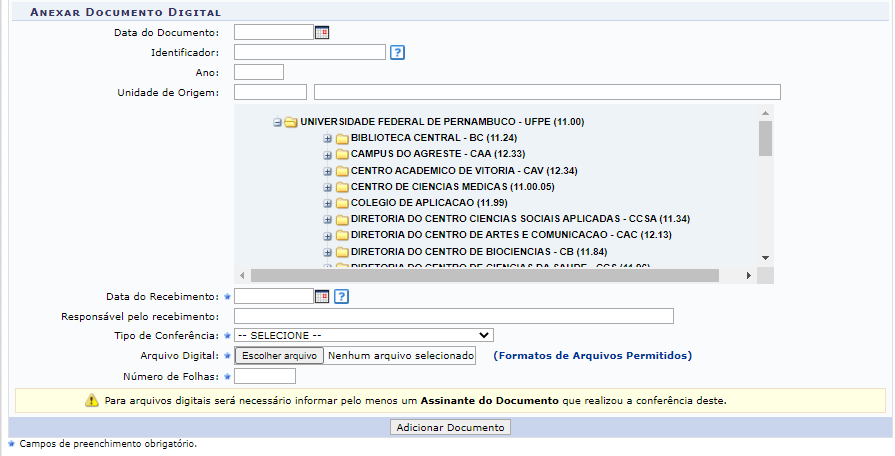 Anexar Documento Digital
Data do Documento:
Identificador: ?
Ano:
Unidade de Origem:
UNIVERSIDADE FEDERAL DE PERNAMBUCO - UFPE (11.00)
BIBLIOTECA CENTRAL - BC (11.24)
CAMPUS DO AGRESTE - CAA (12.33)
CENTRO ACADEMICO DE VITORIA - CAV (12.34)
CENTRO DE CIENCIAS MEDICAS (11.00.05)
COLEGIO DE APLICACAO (11.99)
DIRETORIA DO CENTRO CIENCIAS SOCIAIS APLICADAS - CCSA (11.34)
DIRETORIA DO CENTRO DE ARTES E COMUNICACAO - CAC (12.13)
DIRETORIA DO CENTRO DE BIOCIENCIAS - CB (11.84)
DIRETORIA DO CENTRO DE CIENCIAS DA SAUDE - CCS (11.96)
Data do Recebimento: ?
Responsável pelo recebimento:
Tipo de Conferência: -- SELECIONE --
Arquivo Digital: Escolher arquivo Nenhum arquivo selecionado (Formatos de Arquivos Permitidos)
Número de Folhas:
Para arquivos digitais será necessário informar pelo menos um Assinante do Documento que realizou a conferência deste.
Adicionar Documento
Campos de preenchimento obrigatório.